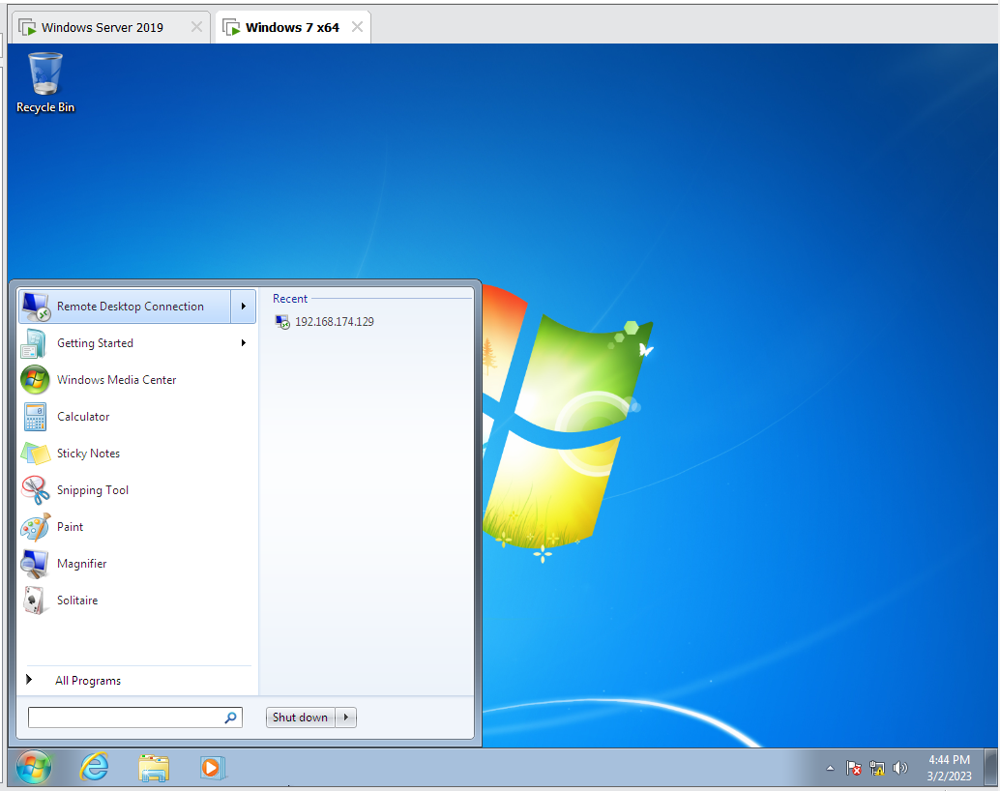 Windows Server 2019
Windows 7 x64
Recycle Bin
Remote Desktop Connection
Getting Started
Windows Media Center
Calculator
Sticky Notes
Snipping Tool
Paint
Magnifier
Solitaire
All Programs
Recent
192.168.174.129
Shut down
4:44 PM
3/2/2023